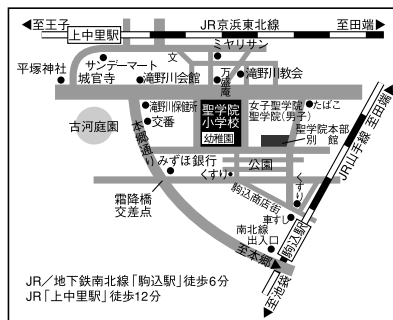 至王子
JR京浜東北線
至田端
上中里駅
文
ミヤリサン
サンデーマート
平塚神社
城官寺
滝野川会館
万盛庵
滝野川教会
滝野川保健所
聖学院
小学校
幼稚園
女子聖学院
聖学院(男子)
たばこ
交番
古河庭園
聖学院本部
別館
本郷通り
みずほ銀行
公園
くすり
くすり
JR山手線
至田端
霜降橋
交差点
駒込商店街
車すし
南北線
出入口
駒込駅
至本郷
至池袋
JR/地下鉄南北線「駒込駅」徒歩6分
JR「上中里駅」徒歩12分